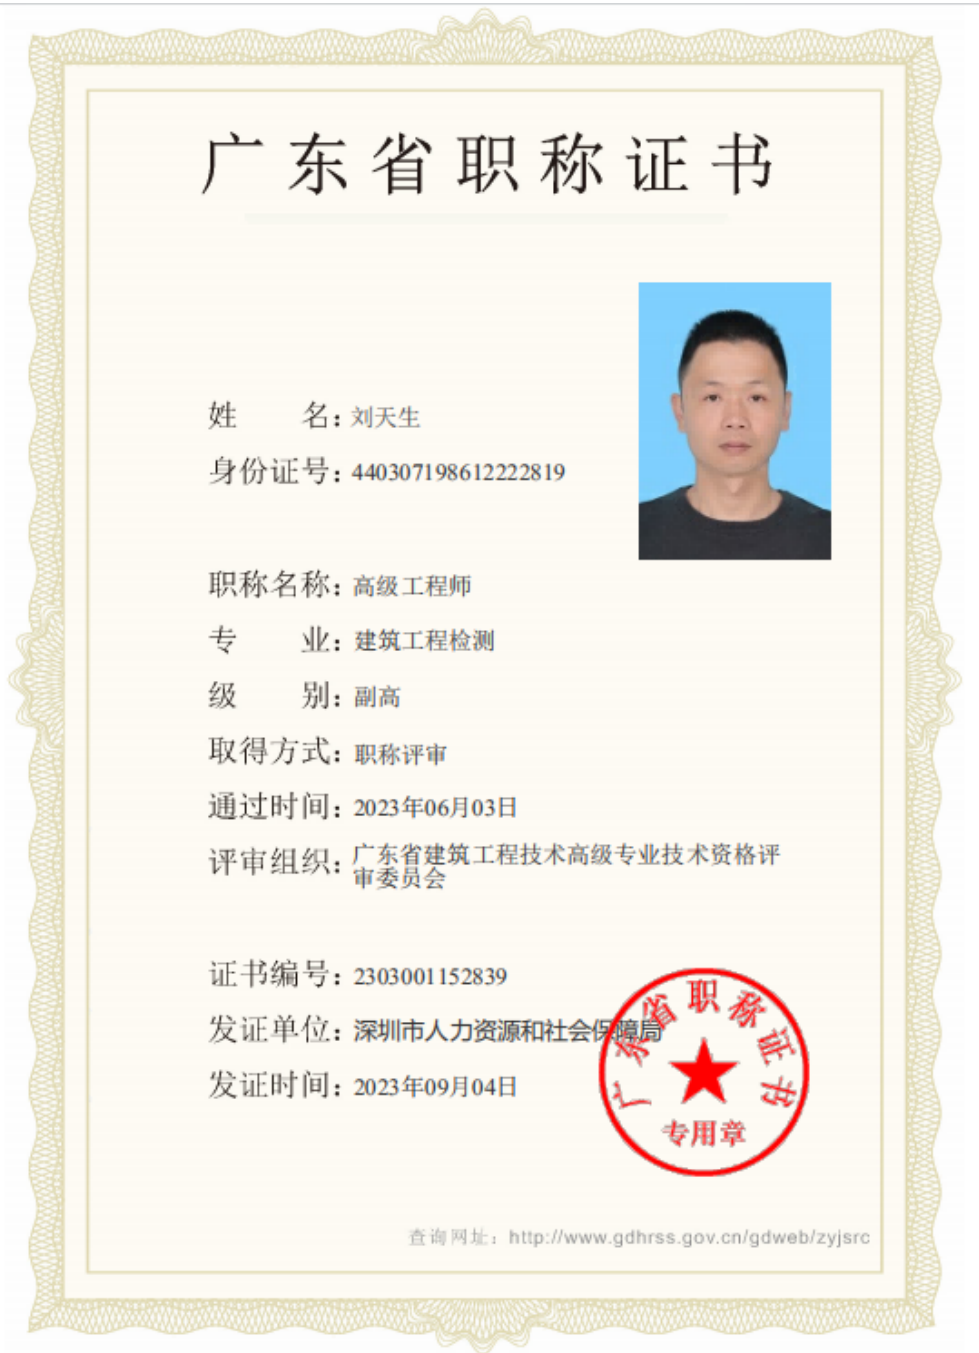 广东省职称证书
姓 名：刘天生
身份证号：440307198612222819
职称名称：高级工程师
专 业：建筑工程检测
级 别：副高
取得方式：职称评审
通过时间：2023年06月03日
评审组织：广东省建筑工程技术高级专业技术资格评
审委员会
证书编号：2303001152839
发证单位：深圳市人力资源和社会保障局
发证时间：2023年09月04日
广东省职称证书
专用章
查询网址：http://www.gdhrss.gov.cn/gdweb/zyjsrc